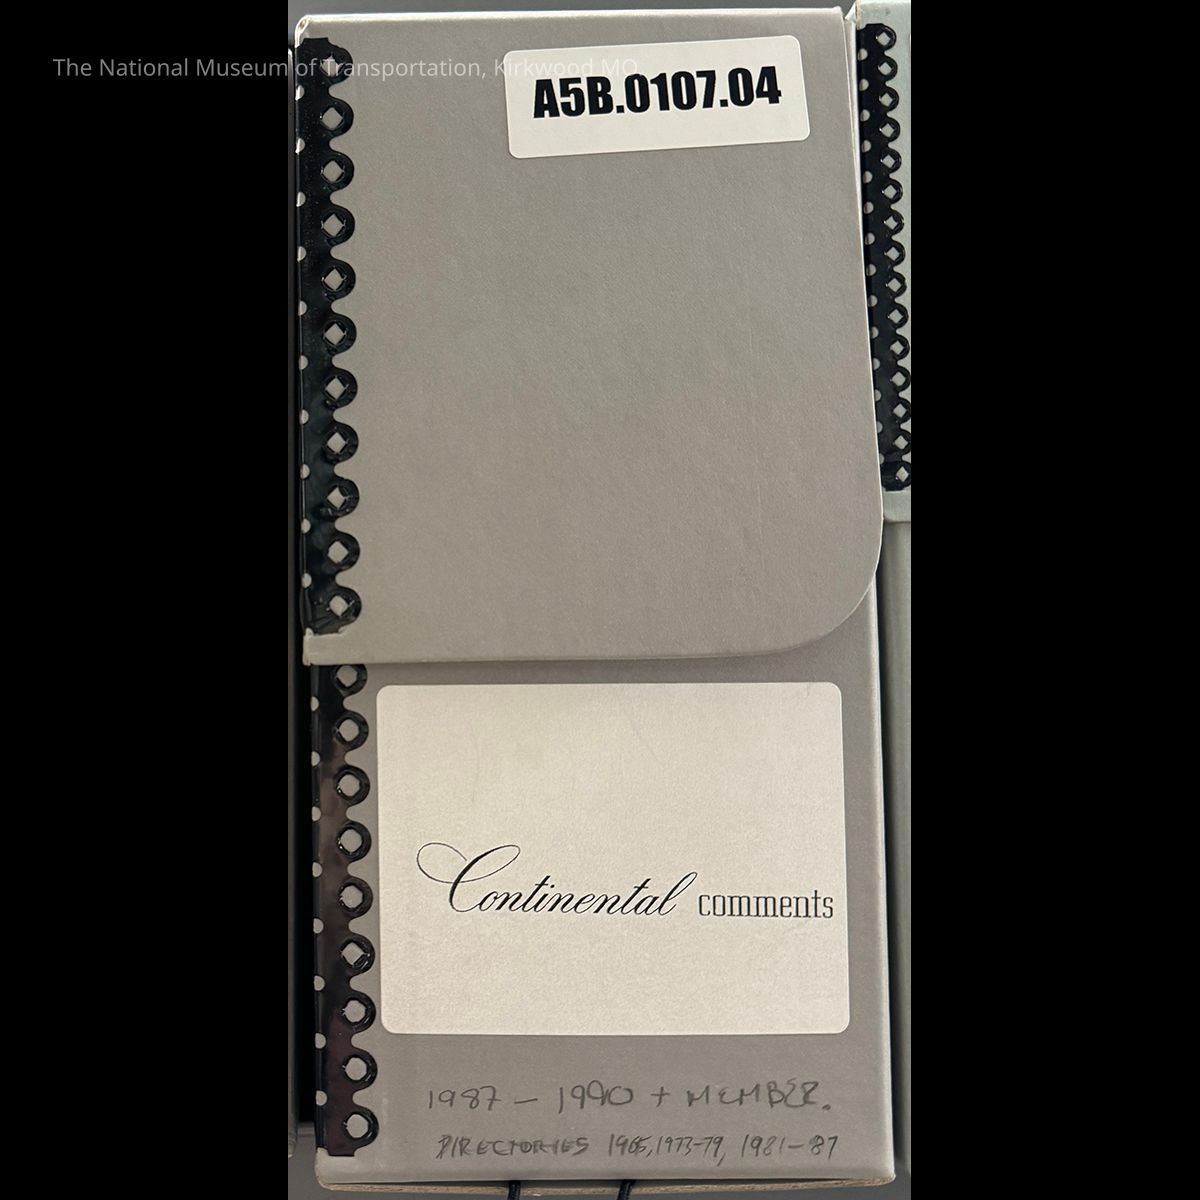 The National Museum of Transportation, Kirkwood MO
A5B.0107.04
Continental comments
1987 - 1990 + MEMBER.
DIRECTORIES 1965, 1973-79, 1981-87